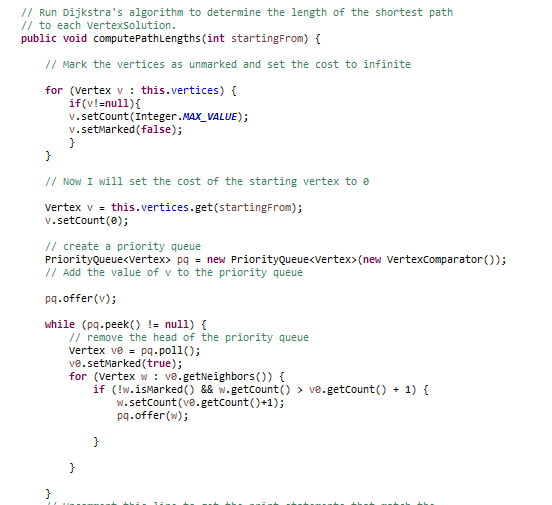 // Run Dijkstra's algorithm to determine the length of the shortest path
// to each VertexSolution.
public void computePathLengths(int startingFrom) {
// Mark the vertices as unmarked and set the cost to infinite
for (Vertex v : this.vertices) {
if(v!=null){
v.setCount(Integer.MAX_VALUE);
v.setMarked(false);
}
}
// Now I will set the cost of the starting vertex to 0
Vertex v = this.vertices.get(startingFrom);
v.setCount(0);
// create a priority queue
PriorityQueue<Vertex> pq = new PriorityQueue<Vertex>(new VertexComparator());
// Add the value of v to the priority queue
pq.offer(v);
while (pq.peek() != null) {
// remove the head of the priority queue
Vertex v0 = pq.poll();
v0.setMarked(true);
for (Vertex w : v0.getNeighbors()) {
if (!w.isMarked() && w.getCount() > v0.getCount() + 1) {
w.setCount(v0.getCount()+1);
pq.offer(w);
}
}
}